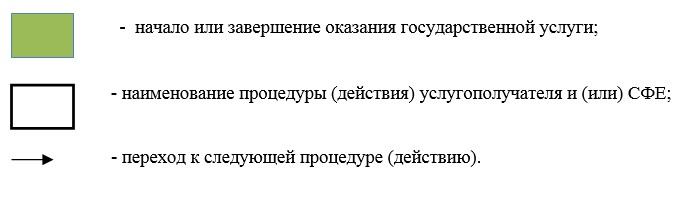 - начало или завершение оказания государственной услуги;
- наименование процедуры (действия) услугополучателя и (или) СФЕ;
- переход к следующей процедуре (действию).